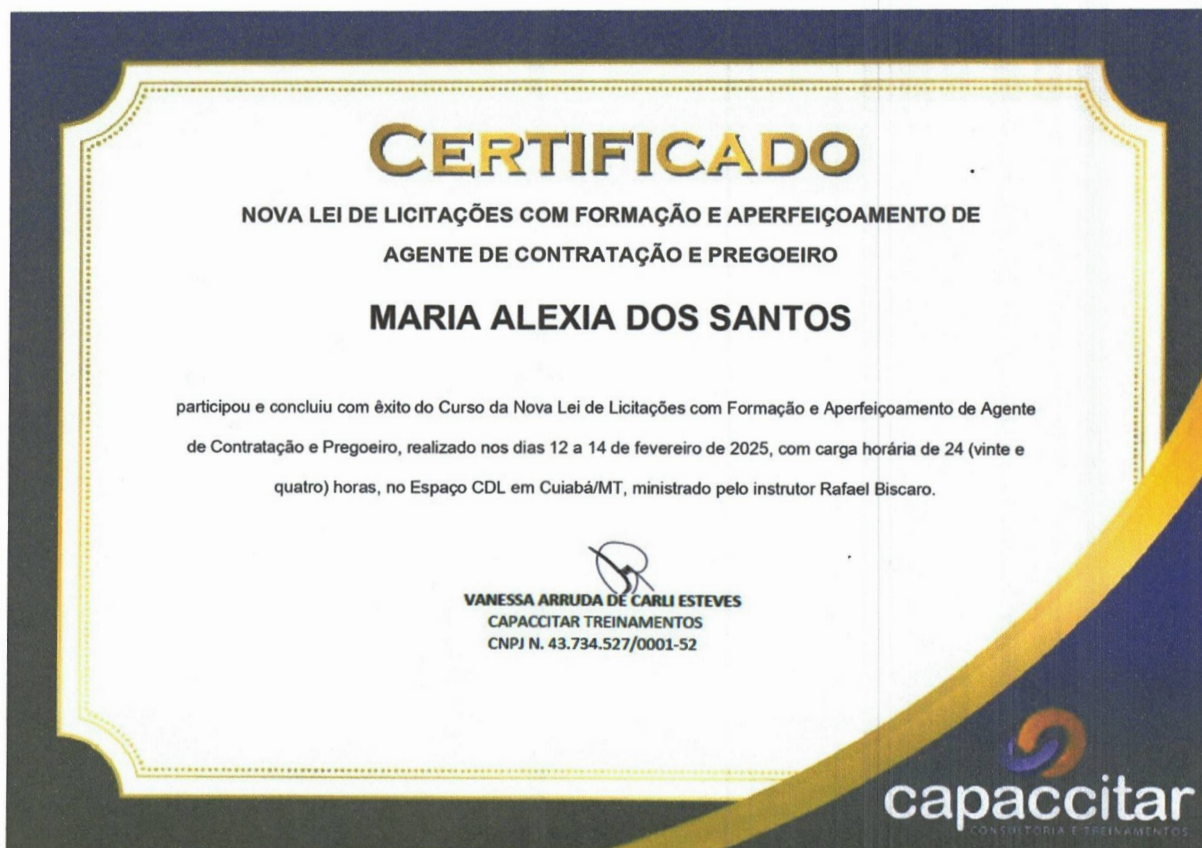 CERTIFICADO
NOVA LEI DE LICITAÇÕES COM FORMAÇÃO E APERFEIÇOAMENTO DE
AGENTE DE CONTRATAÇÃO E PREGOEIRO
MARIA ALEXIA DOS SANTOS
participou e concluiu com êxito do Curso da Nova Lei de Licitações com Formação e Aperfeiçoamento de Agente
de Contratação e Pregoeiro, realizado nos dias 12 a 14 de fevereiro de 2025, com carga horária de 24 (vinte e
quatro) horas, no Espaço CDL em Cuiabá/MT, ministrado pelo instrutor Rafael Biscaro.
VANESSA ARRUDA DE CARLI ESTEVES
CAPACCITAR TREINAMENTOS
CNPJ N. 43.734.527/0001-52
capaccitar
CONSULTORIA E TREINAMENTOS